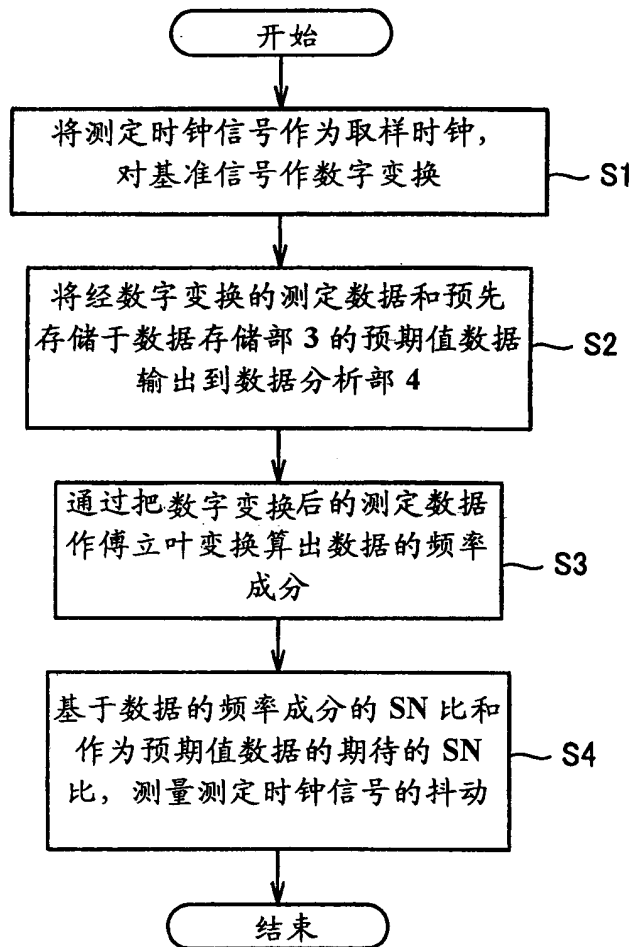 开始
将测定时钟信号作为取样时钟，
对基准信号作数字变换
S1
将经数字变换的测定数据和预先
存储于数据存储部 3 的预期值数据
输出到数据分析部 4
S2
通过把数字变换后的测定数据
作傅立叶变换算出数据的频率
成分
S3
基于数据的频率成分的 SN 比和
作为预期值数据的期待的 SN
比，测量测定时钟信号的抖动
S4
结束